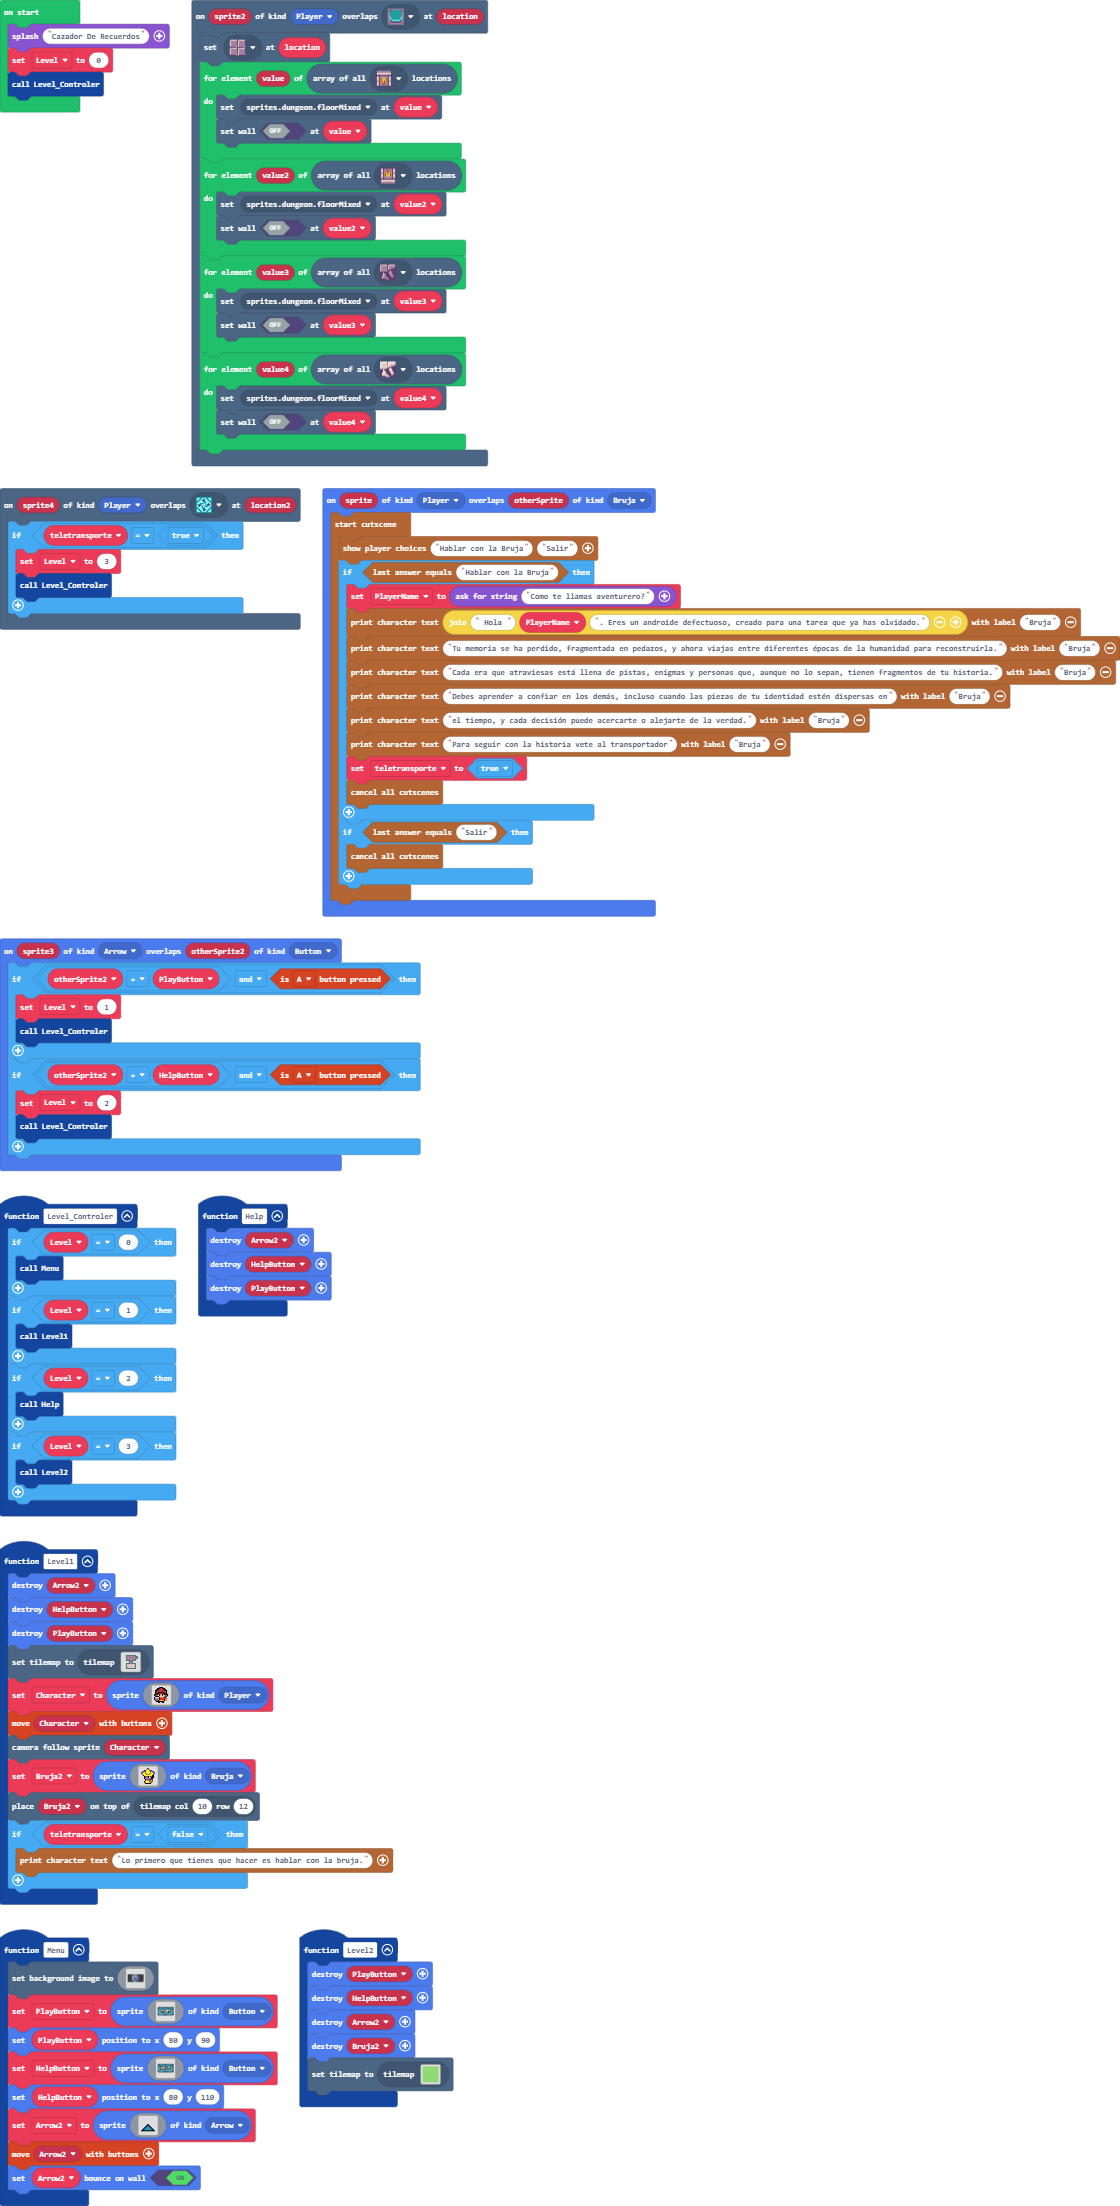 on start
splash "Cazador De Recuerdos"
set Level to 0
call Level_Controler
on sprite2 of kind Player overlaps at location
set at location
for element value of array of all locations
do set sprites.dungeon.floorMixed at value
set wall OFF at value
for element value2 of array of all locations
do set sprites.dungeon.floorMixed at value2
set wall OFF at value2
for element value3 of array of all locations
do set sprites.dungeon.floorMixed at value3
set wall OFF at value3
for element value4 of array of all locations
do set sprites.dungeon.floorMixed at value4
set wall OFF at value4
on sprite4 of kind Player overlaps at location2
if teletransporte = true then
set Level to 3
call Level_Controler
on sprite of kind Player overlaps otherSprite of kind Bruja
start cutscene
show player choices "Hablar con la Bruja" "Salir"
if last answer equals "Hablar con la Bruja" then
set PlayerName to ask for string "Como te llamas aventurero?"
print character text join " Hola " PlayerName ". Eres un androide defectuoso, creado para una tarea que ya has olvidado." with label "Bruja"
print character text "Tu memoria se ha perdido, fragmentada en pedazos, y ahora viajas entre diferentes épocas de la humanidad para reconstruirla." with label "Bruja"
print character text "Cada era que atraviesas está llena de pistas, enigmas y personas que, aunque no lo sepan, tienen fragmentos de tu historia." with label "Bruja"
print character text "Debes aprender a confiar en los demás, incluso cuando las piezas de tu identidad estén dispersas en" with label "Bruja"
print character text "el tiempo, y cada decisión puede acercarte o alejarte de la verdad." with label "Bruja"
print character text "Para seguir con la historia vete al transportador" with label "Bruja"
set teletransporte to true
cancel all cutscenes
if last answer equals "Salir" then
cancel all cutscenes
on sprite3 of kind Arrow overlaps otherSprite2 of kind Button
if otherSprite2 = PlayButton and is A button pressed then
set Level to 1
call Level_Controler
if otherSprite2 = HelpButton and is A button pressed then
set Level to 2
call Level_Controler
function Level_Controler
if Level = 0 then
call Menu
if Level = 1 then
call Level1
if Level = 2 then
call Help
if Level = 3 then
call Level2
function Help
destroy Arrow2
destroy HelpButton
destroy PlayButton
function Level1
destroy Arrow2
destroy HelpButton
destroy PlayButton
set tilemap to tilemap
set Character to sprite of kind Player
move Character with buttons
camera follow sprite Character
set Bruja2 to sprite of kind Bruja
place Bruja2 on top of tilemap col 10 row 12
if teletransporte = false then
print character text "Lo primero que tienes que hacer es hablar con la bruja."
function Menu
set background image to
set PlayButton to sprite of kind Button
set PlayButton position to x 80 y 90
set HelpButton to sprite of kind Button
set HelpButton position to x 80 y 110
set Arrow2 to sprite of kind Arrow
move Arrow2 with buttons
set Arrow2 bounce on wall ON
function Level2
destroy PlayButton
destroy HelpButton
destroy Arrow2
destroy Bruja2
set tilemap to tilemap